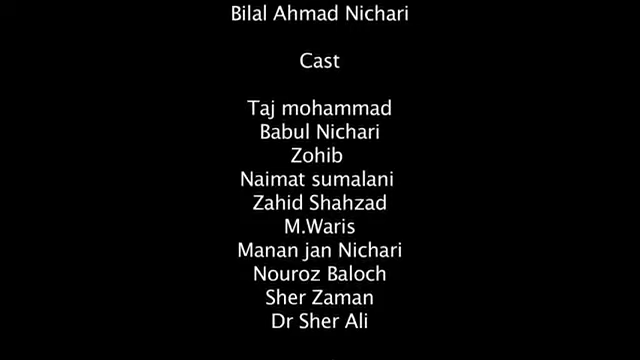 Bilal Ahmad Nichari
Cast
Taj mohammad
Babul Nichari
Zohib
Naimat sumalani
Zahid Shahzad
M.Waris
Manan jan Nichari
Nouroz Baloch
Sher Zaman
Dr Sher Ali